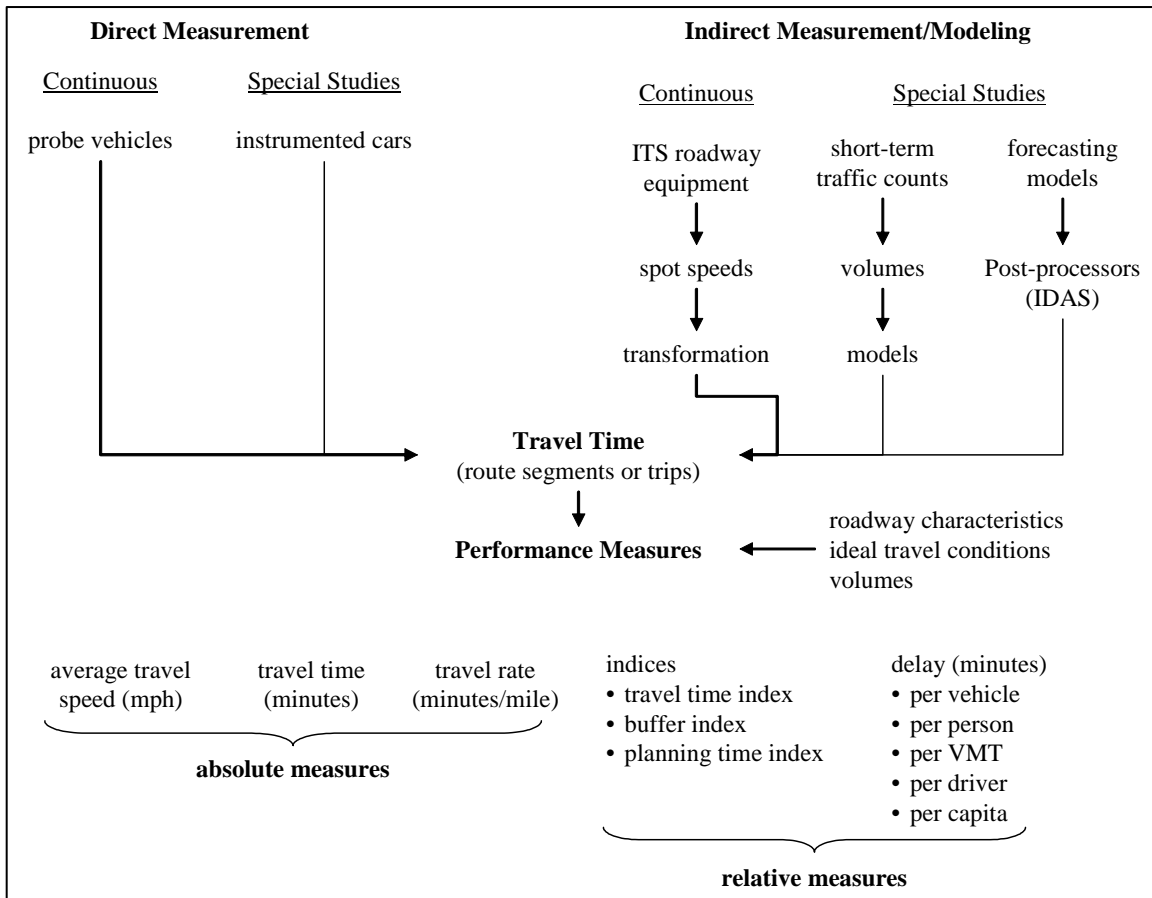 Direct Measurement
Indirect Measurement/Modeling
Continuous
Special Studies
Continuous
Special Studies
probe vehicles
instrumented cars
ITS roadway
equipment
short-term
traffic counts
forecasting
models
spot speeds
volumes
Post-processors
(IDAS)
transformation
models
Travel Time
(route segments or trips)
Performance Measures
roadway characteristics
ideal travel conditions
volumes
average travel
speed (mph)
travel time
(minutes)
travel rate
(minutes/mile)
absolute measures
indices
• travel time index
• buffer index
• planning time index
delay (minutes)
• per vehicle
• per person
• per VMT
• per driver
• per capita
relative measures